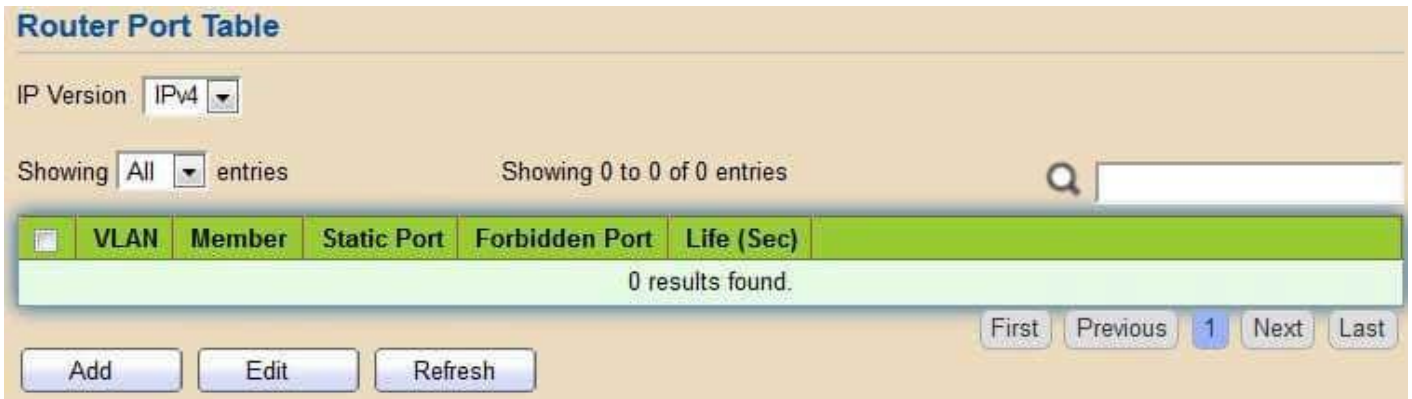 Router Port Table
IP Version IPv4
Showing All entries Showing 0 to 0 of 0 entries
VLAN Member Static Port Forbidden Port Life (Sec)
0 results found.
First Previous 1 Next Last
Add Edit Refresh